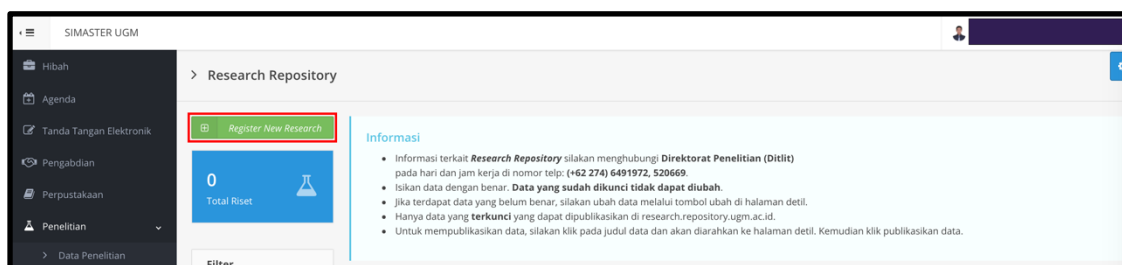 SIMASTER UGM
Hibah
Agenda
Tanda Tangan Elektronik
Pengabdian
Perpustakaan
Penelitian
> Data Penelitian
> Research Repository
Register New Research
0
Total Riset
Filter
Informasi
• Informasi terkait Research Repository silakan menghubungi Direktorat Penelitian (Ditlit)
pada hari dan jam kerja di nomor telp: (+62 274) 6491972, 520669.
• Isikan data dengan benar. Data yang sudah dikunci tidak dapat diubah.
• Jika terdapat data yang belum benar, silakan ubah data melalui tombol ubah di halaman detil.
• Hanya data yang terkunci yang dapat dipublikasikan di research.repository.ugm.ac.id.
• Untuk mempublikasikan data, silakan klik pada judul data dan akan diarahkan ke halaman detil. Kemudian klik publikasikan data.